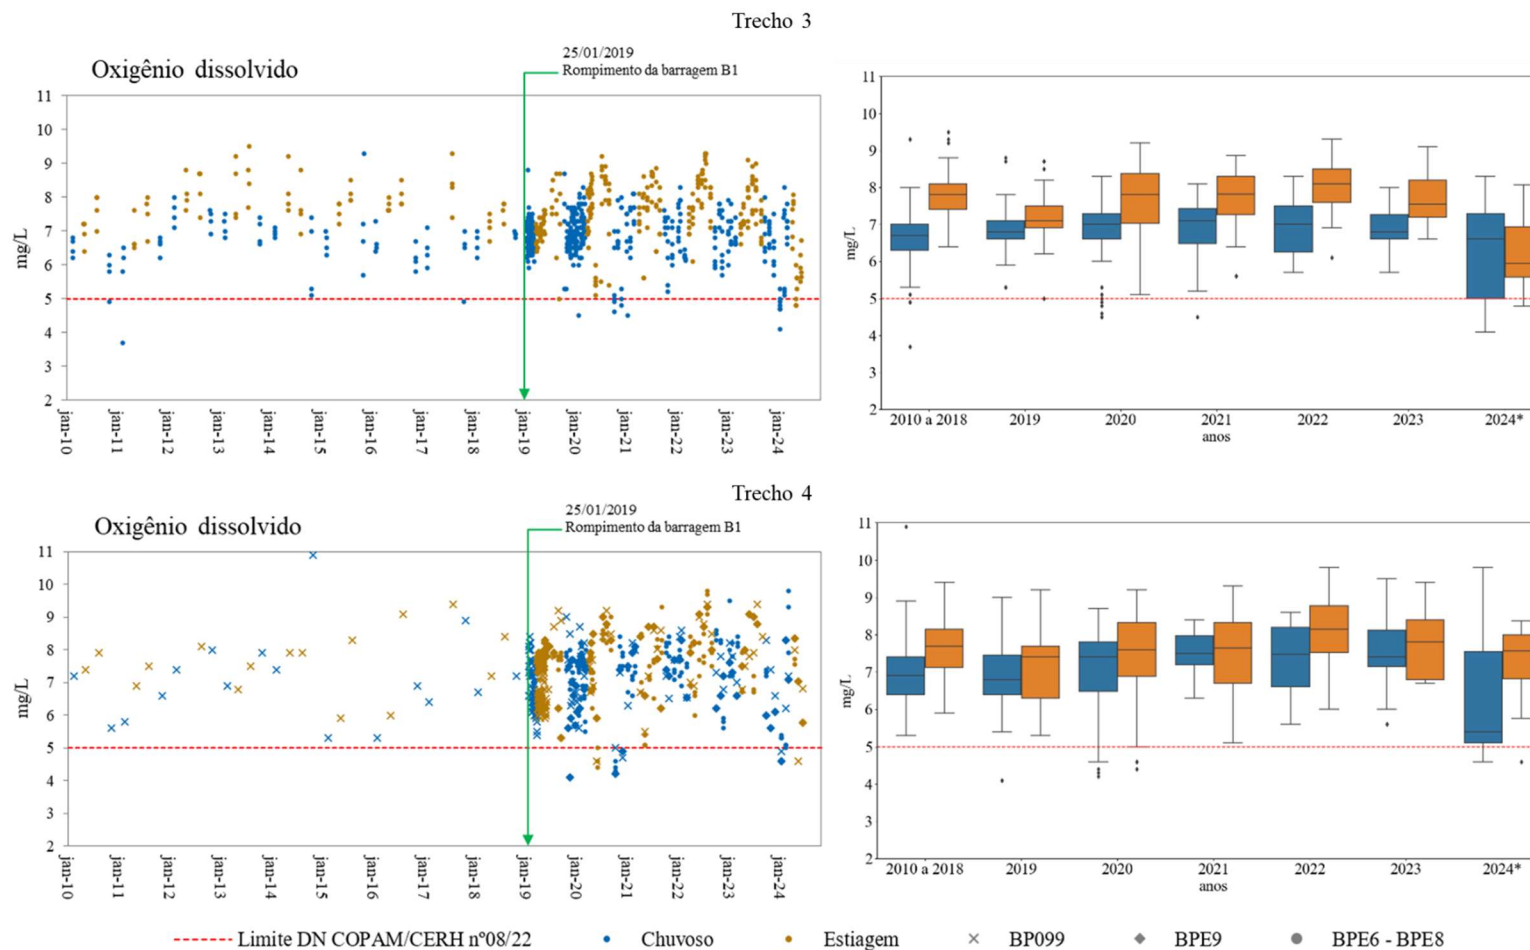 Trecho 3
25/01/2019
Rompimento da barragem B1
Oxigênio dissolvido
11
10
9
8
7
6
5
4
3
2
mg/L
jan-10
jan-11
jan-12
jan-13
jan-14
jan-15
jan-16
jan-17
jan-18
jan-19
jan-20
jan-21
jan-22
jan-23
jan-24
11
10
9
8
7
6
5
4
3
2
mg/L
2010 a 2018 2019 2020 2021 2022 2023 2024*
anos
Trecho 4
25/01/2019
Rompimento da barragem B1
Oxigênio dissolvido
11
10
9
8
7
6
5
4
3
2
mg/L
jan-10
jan-11
jan-12
jan-13
jan-14
jan-15
jan-16
jan-17
jan-18
jan-19
jan-20
jan-21
jan-22
jan-23
jan-24
11
10
9
8
7
6
5
4
3
2
mg/L
2010 a 2018 2019 2020 2021 2022 2023 2024*
anos
Limite DN COPAM/CERH nº08/22 Chuvoso Estiagem BP099 BPE9 BPE6 - BPE8